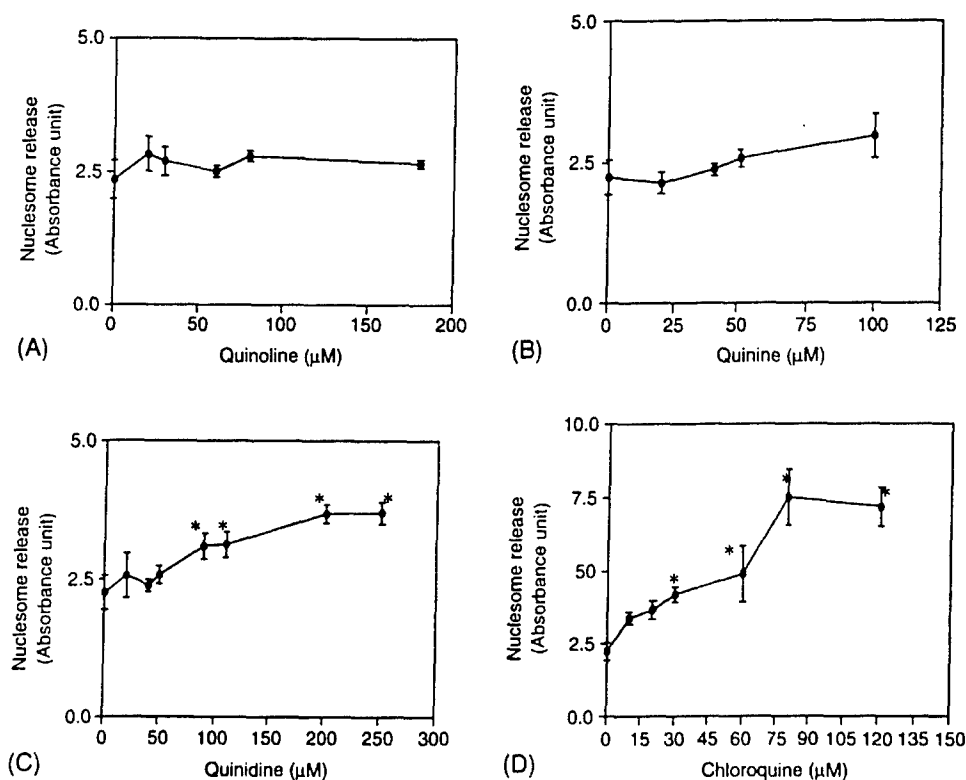 5.0
2.5
0.0
Nuclesome release
(Absorbance unit)
0 50 100 150 200
(A)
Quinoline (μM)
5.0
2.5
0.0
Nuclesome release
(Absorbance unit)
0 25 50 75 100 125
(B)
Quinine (μM)
5.0
2.5
0.0
Nuclesome release
(Absorbance unit)
* * * *
0 50 100 150 200 250 300
(C)
Quinidine (μM)
10.0
7.5
50
2.5
0.0
Nuclesome release
(Absorbance unit)
* * * *
0 15 30 45 60 75 90 105 120 135 150
(D)
Chloroquine (μM)